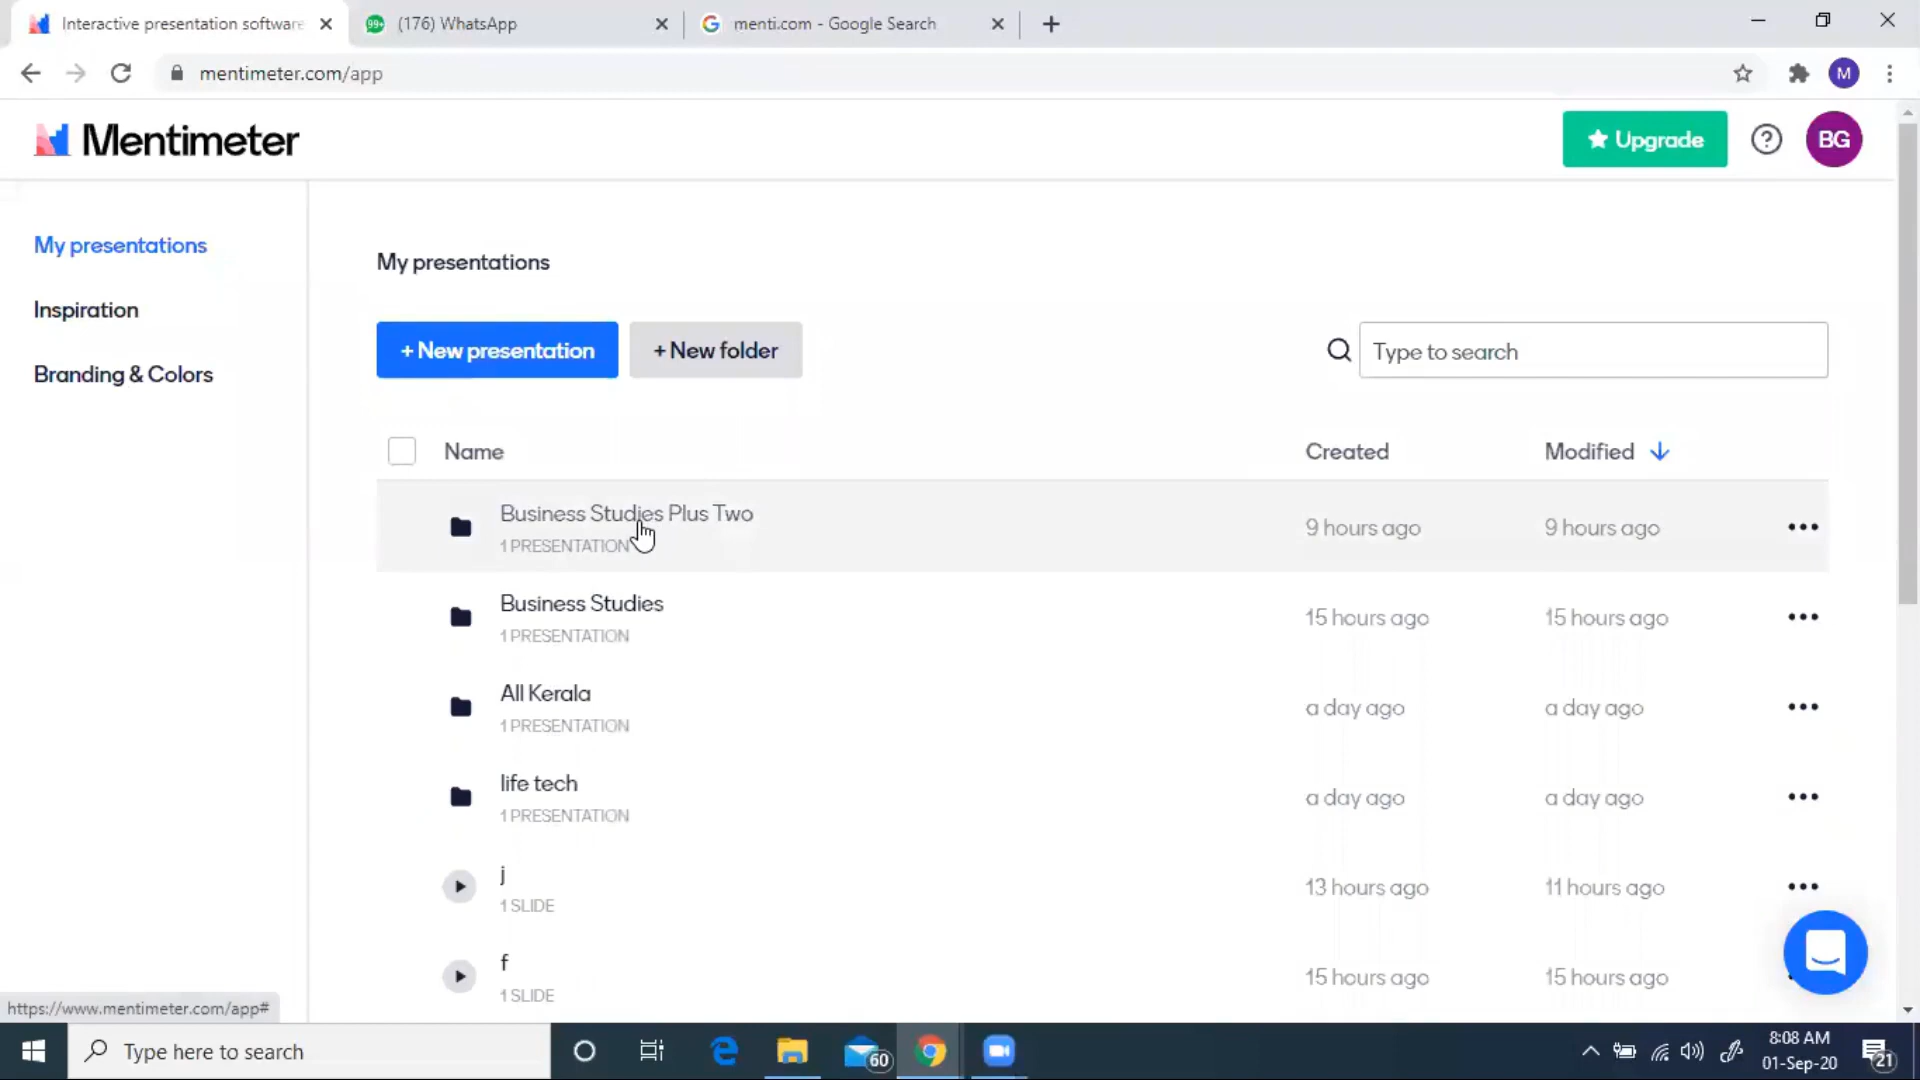 Interactive presentation software
(176) WhatsApp
menti.com - Google Search
mentimeter.com/app
M
Mentimeter
Upgrade
BG
My presentations
Inspiration
Branding & Colors
My presentations
+ New presentation
+ New folder
Type to search
Name
Created
Modified
Business Studies Plus Two
1 PRESENTATION
9 hours ago
9 hours ago
Business Studies
1 PRESENTATION
15 hours ago
15 hours ago
All Kerala
1 PRESENTATION
a day ago
a day ago
life tech
1 PRESENTATION
a day ago
a day ago
j
1 SLIDE
13 hours ago
11 hours ago
f
1 SLIDE
15 hours ago
15 hours ago
https://www.mentimeter.com/app#
Type here to search
60
8:08 AM
01-Sep-20
21
99+